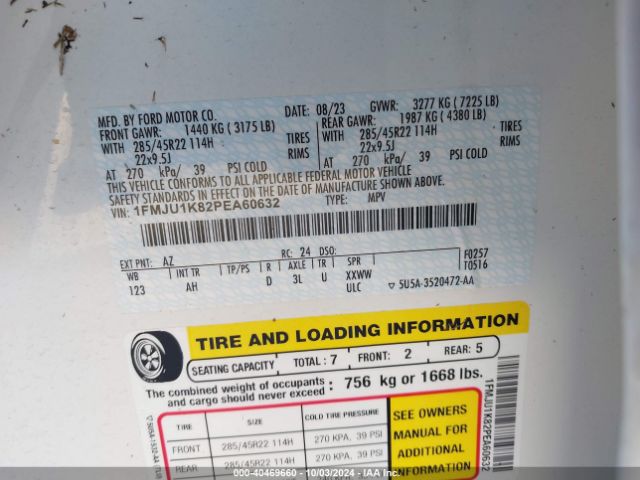 MFD. BY FORD MOTOR CO. DATE: 08/23 GVWR: 3277 KG ( 7225 LB)
FRONT GAWR: 1440 KG ( 3175 LB) REAR GAWR: 1987 KG ( 4380 LB)
WITH 285/45R22 114H TIRES WITH 285/45R22 114H TIRES
22x9.5J RIMS 22x9.5J RIMS
AT 270 kPa/ 39 PSI COLD AT 270 kPa/ 39 PSI COLD
THIS VEHICLE CONFORMS TO ALL APPLICABLE FEDERAL MOTOR VEHICLE
SAFETY STANDARDS IN EFFECT ON THE DATE OF MANUFACTURE SHOWN ABOVE.
VIN: 1FMJU1K82PEA60632 TYPE: MPV
F0257
T0516
EXT PNT: AZ RC: 24 DSO:
WB INT TR TP/PS R AXLE TR SPR
123 AH D 3L U XXWW
ULC ▽ 5U5A-3520472-AA
TIRE AND LOADING INFORMATION
SEATING CAPACITY TOTAL : 7 FRONT: 2 REAR: 5
The combined weight of occupants and cargo should never exceed : 756 kg or 1668 lbs.
TIRE SIZE COLD TIRE PRESSURE
FRONT 285/45R22 114H 270 KPA, 39 PSI
REAR 285/45R22 114H 270 KPA, 39 PSI
SEE OWNERS
MANUAL FOR
ADDITIONAL
INFORMATION
1FMJU1K82PEA60632
00-40469660 - 10/03/2024 - IAA Inc.